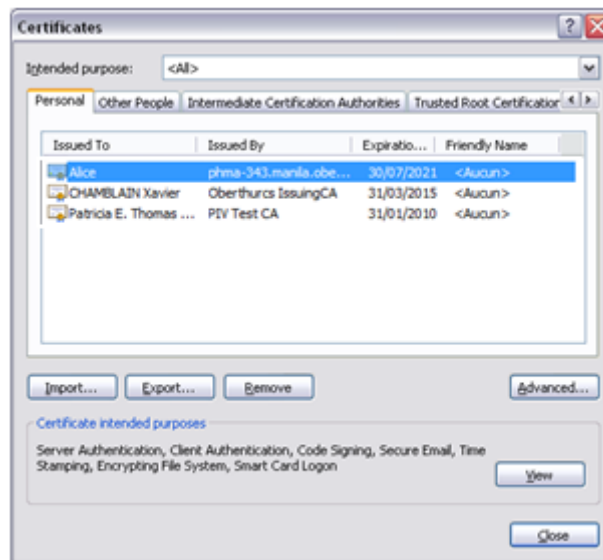 Certificates
Intended purpose: <All>
Personal Other People Intermediate Certification Authorities Trusted Root Certification
Issued To Issued By Expiratio... Friendly Name
Alice phma-343.manila.obe... 30/07/2021 <Aucun>
CHAMBLAIN Xavier Oberthurcs IssuingCA 31/03/2015 <Aucun>
Patricia E. Thomas ... PIV Test CA 31/01/2010 <Aucun>
Import... Export... Remove Advanced...
Certificate intended purposes
Server Authentication, Client Authentication, Code Signing, Secure Email, Time
Stamping, Encrypting File System, Smart Card Logon
View
Close